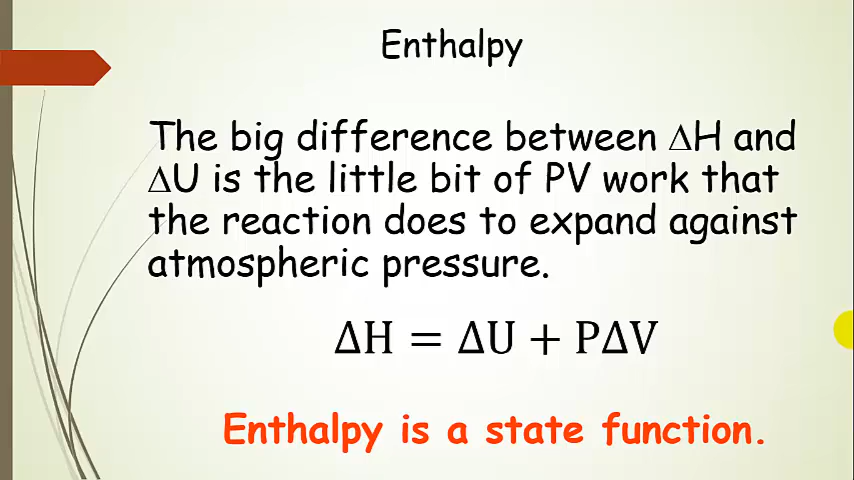 Enthalpy
The big difference between ∆H and
∆U is the little bit of PV work that
the reaction does to expand against
atmospheric pressure.
ΔH = ΔU + PΔV
Enthalpy is a state function.